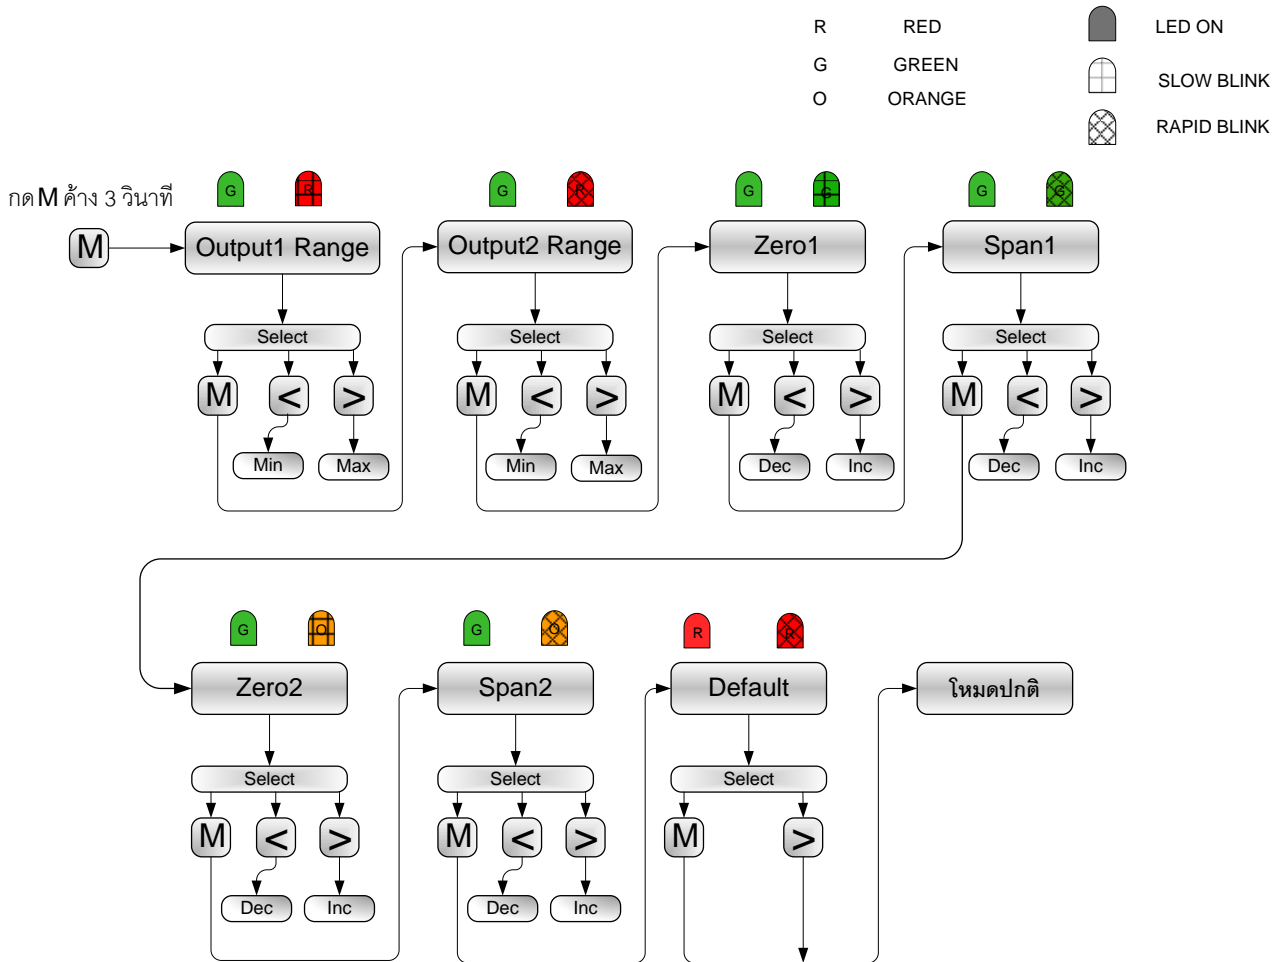 R RED LED ON
G GREEN SLOW BLINK
O ORANGE RAPID BLINK
กด M ค้าง 3 วินาที
G R G R G G G G
M Output1 Range Output2 Range Zero1 Span1
Select Select Select Select
M < > M < > M < > M < >
Min Max Min Max Dec Inc Dec Inc
G O G O R R
Zero2 Span2 Default โหมดปกติ
Select Select Select
M < > M < > M >
Dec Inc Dec Inc